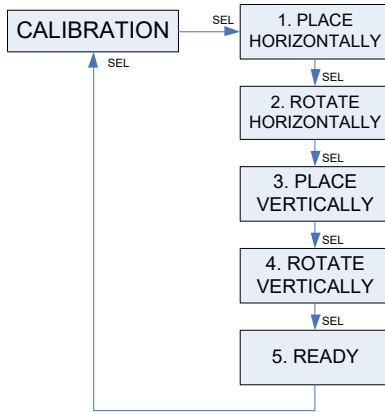 CALIBRATION
SEL
SEL
1. PLACE
HORIZONTALLY
SEL
2. ROTATE
HORIZONTALLY
SEL
3. PLACE
VERTICALLY
SEL
4. ROTATE
VERTICALLY
SEL
5. READY